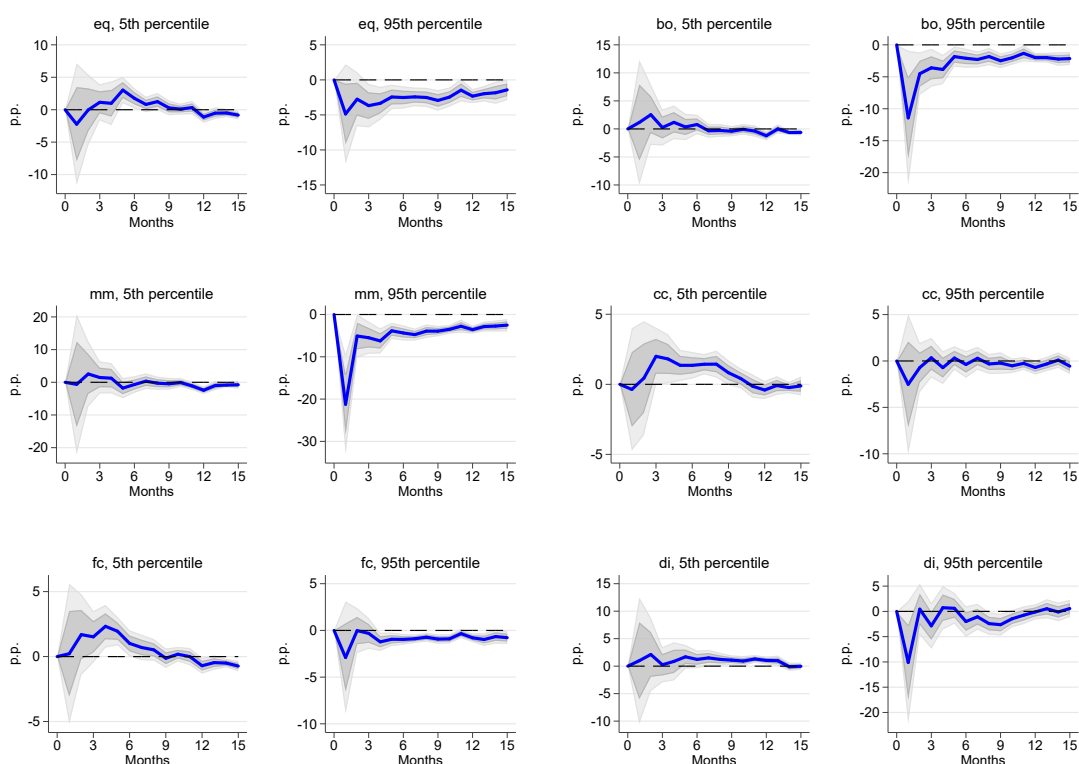 eq, 5th percentile
10
5
0
-5
-10
p.p.
0 3 6 9 12 15
Months
eq, 95th percentile
5
0
-5
-10
-15
p.p.
0 3 6 9 12 15
Months
bo, 5th percentile
15
10
5
0
-5
-10
p.p.
0 3 6 9 12 15
Months
bo, 95th percentile
0
-5
-10
-15
-20
p.p.
0 3 6 9 12 15
Months
mm, 5th percentile
20
10
0
-10
-20
p.p.
0 3 6 9 12 15
Months
mm, 95th percentile
0
-10
-20
-30
p.p.
0 3 6 9 12 15
Months
cc, 5th percentile
5
0
-5
p.p.
0 3 6 9 12 15
Months
cc, 95th percentile
5
0
-5
-10
p.p.
0 3 6 9 12 15
Months
fc, 5th percentile
5
0
-5
p.p.
0 3 6 9 12 15
Months
fc, 95th percentile
5
0
-5
-10
p.p.
0 3 6 9 12 15
Months
di, 5th percentile
15
10
5
0
-5
-10
p.p.
0 3 6 9 12 15
Months
di, 95th percentile
5
0
-5
-10
-15
-20
p.p.
0 3 6 9 12 15
Months